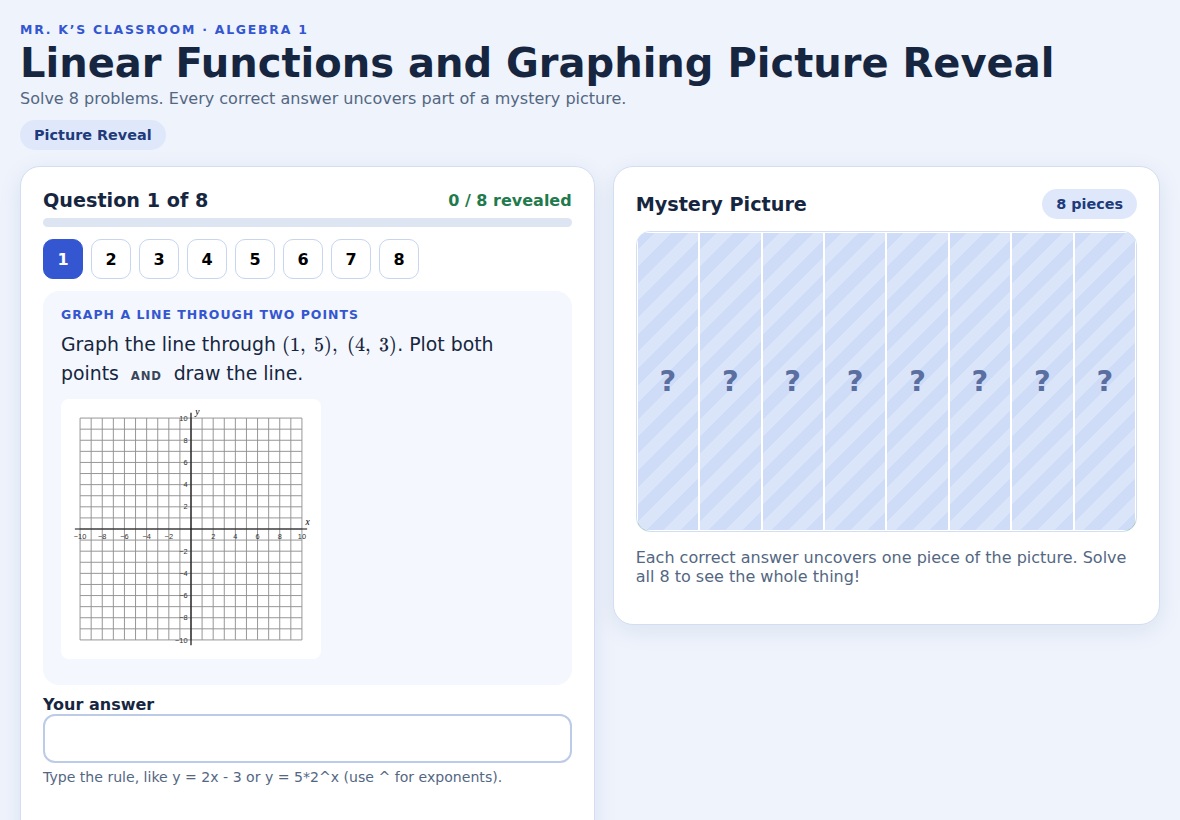 MR. K’S CLASSROOM · ALGEBRA 1
Linear Functions and Graphing Picture Reveal
Solve 8 problems. Every correct answer uncovers part of a mystery picture.
Picture Reveal
Question 1 of 8
0 / 8 revealed
1 2 3 4 5 6 7 8
GRAPH A LINE THROUGH TWO POINTS
Graph the line through (1, 5), (4, 3). Plot both
points AND draw the line.
y
10
8
6
4
2
x
−10 −8 −6 −4 −2 2 4 6 8 10
−2
−4
−6
−8
−10
Your answer
Type the rule, like y = 2x - 3 or y = 5*2^x (use ^ for exponents).
Mystery Picture
8 pieces
? ? ? ? ? ? ? ?
Each correct answer uncovers one piece of the picture. Solve
all 8 to see the whole thing!